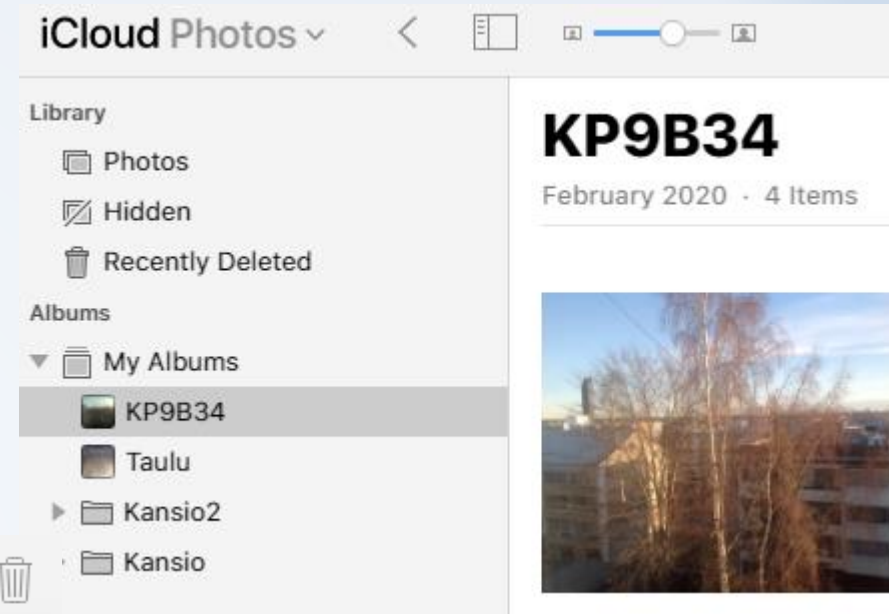 iCloud Photos
Library
Photos
Hidden
Recently Deleted
Albums
My Albums
KP9B34
Taulu
Kansio2
Kansio
KP9B34
February 2020 · 4 Items